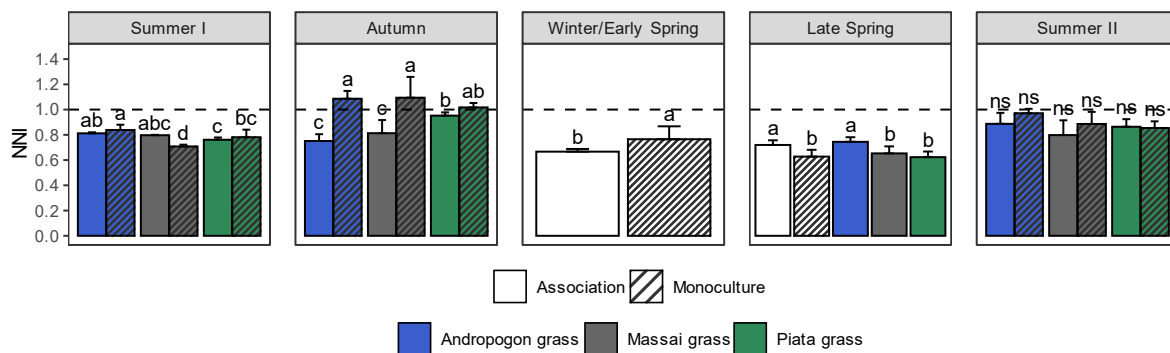 Summer I
Autumn
Winter/Early Spring
Late Spring
Summer II
NNI
1.4
1.2
1.0
0.8
0.6
0.4
0.2
0.0
ab a abc d c bc
c a c a b ab
b a
a b a b b
ns ns ns ns ns ns
Association Monoculture
Andropogon grass Massai grass Piata grass